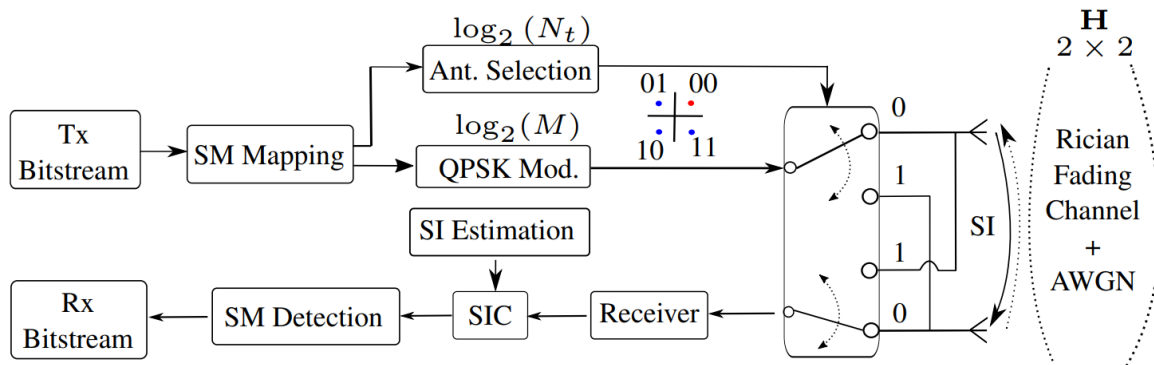 Tx
Bitstream
SM Mapping
log₂ (Nₜ)
Ant. Selection
log₂(M)
QPSK Mod.
01 00
10 11
SI Estimation
Rx
Bitstream
SM Detection
SIC
Receiver
0
1
1
0
SI
H
2 × 2
Rician
Fading
Channel
+
AWGN